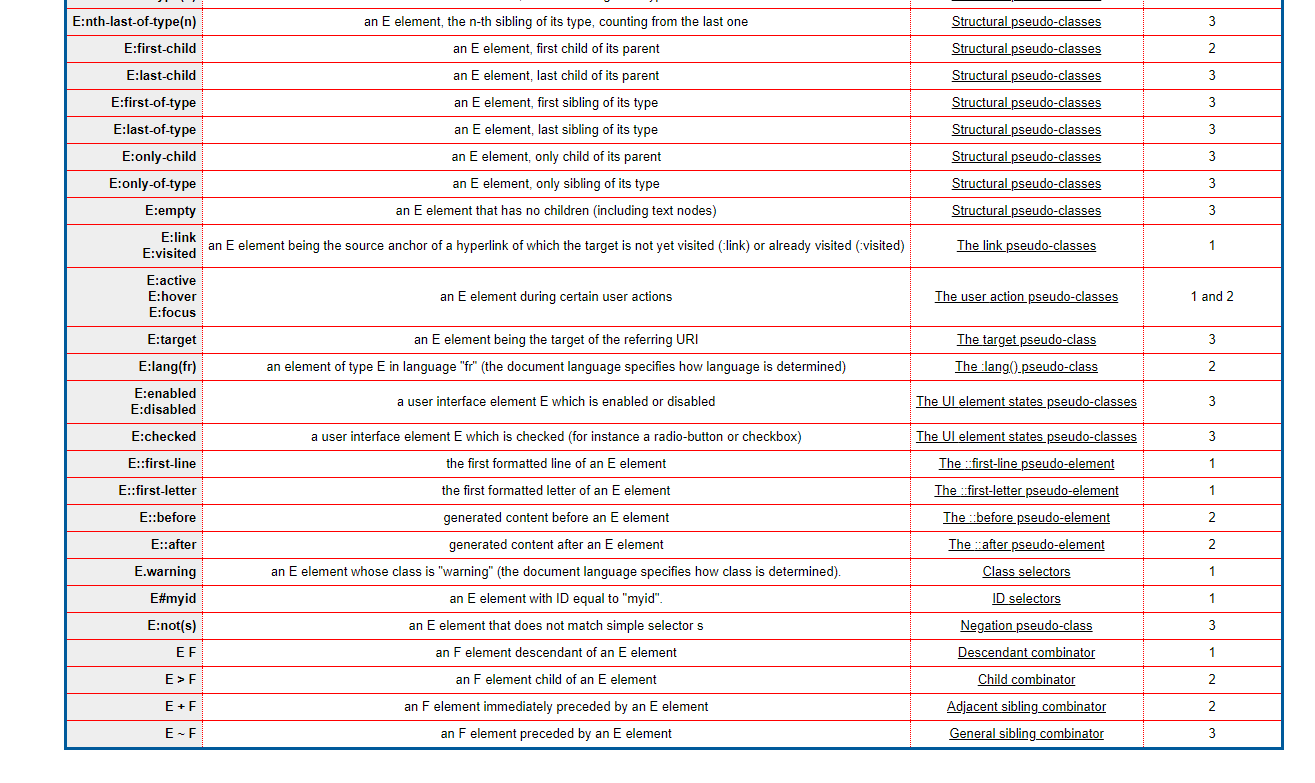 E:nth-last-of-type(n) an E element, the n-th sibling of its type, counting from the last one Structural pseudo-classes 3
E:first-child an E element, first child of its parent Structural pseudo-classes 2
E:last-child an E element, last child of its parent Structural pseudo-classes 3
E:first-of-type an E element, first sibling of its type Structural pseudo-classes 3
E:last-of-type an E element, last sibling of its type Structural pseudo-classes 3
E:only-child an E element, only child of its parent Structural pseudo-classes 3
E:only-of-type an E element, only sibling of its type Structural pseudo-classes 3
E:empty an E element that has no children (including text nodes) Structural pseudo-classes 3
E:link
E:visited an E element being the source anchor of a hyperlink of which the target is not yet visited (:link) or already visited (:visited) The link pseudo-classes 1
E:active
E:hover an E element during certain user actions The user action pseudo-classes 1 and 2
E:focus
E:target an E element being the target of the referring URI The target pseudo-class 3
E:lang(fr) an element of type E in language "fr" (the document language specifies how language is determined) The :lang() pseudo-class 2
E:enabled
E:disabled a user interface element E which is enabled or disabled The UI element states pseudo-classes 3
E:checked a user interface element E which is checked (for instance a radio-button or checkbox) The UI element states pseudo-classes 3
E::first-line the first formatted line of an E element The ::first-line pseudo-element 1
E::first-letter the first formatted letter of an E element The ::first-letter pseudo-element 1
E::before generated content before an E element The ::before pseudo-element 2
E::after generated content after an E element The ::after pseudo-element 2
E.warning an E element whose class is "warning" (the document language specifies how class is determined). Class selectors 1
E#myid an E element with ID equal to "myid". ID selectors 1
E:not(s) an E element that does not match simple selector s Negation pseudo-class 3
E F an F element descendant of an E element Descendant combinator 1
E > F an F element child of an E element Child combinator 2
E + F an F element immediately preceded by an E element Adjacent sibling combinator 2
E ~ F an F element preceded by an E element General sibling combinator 3